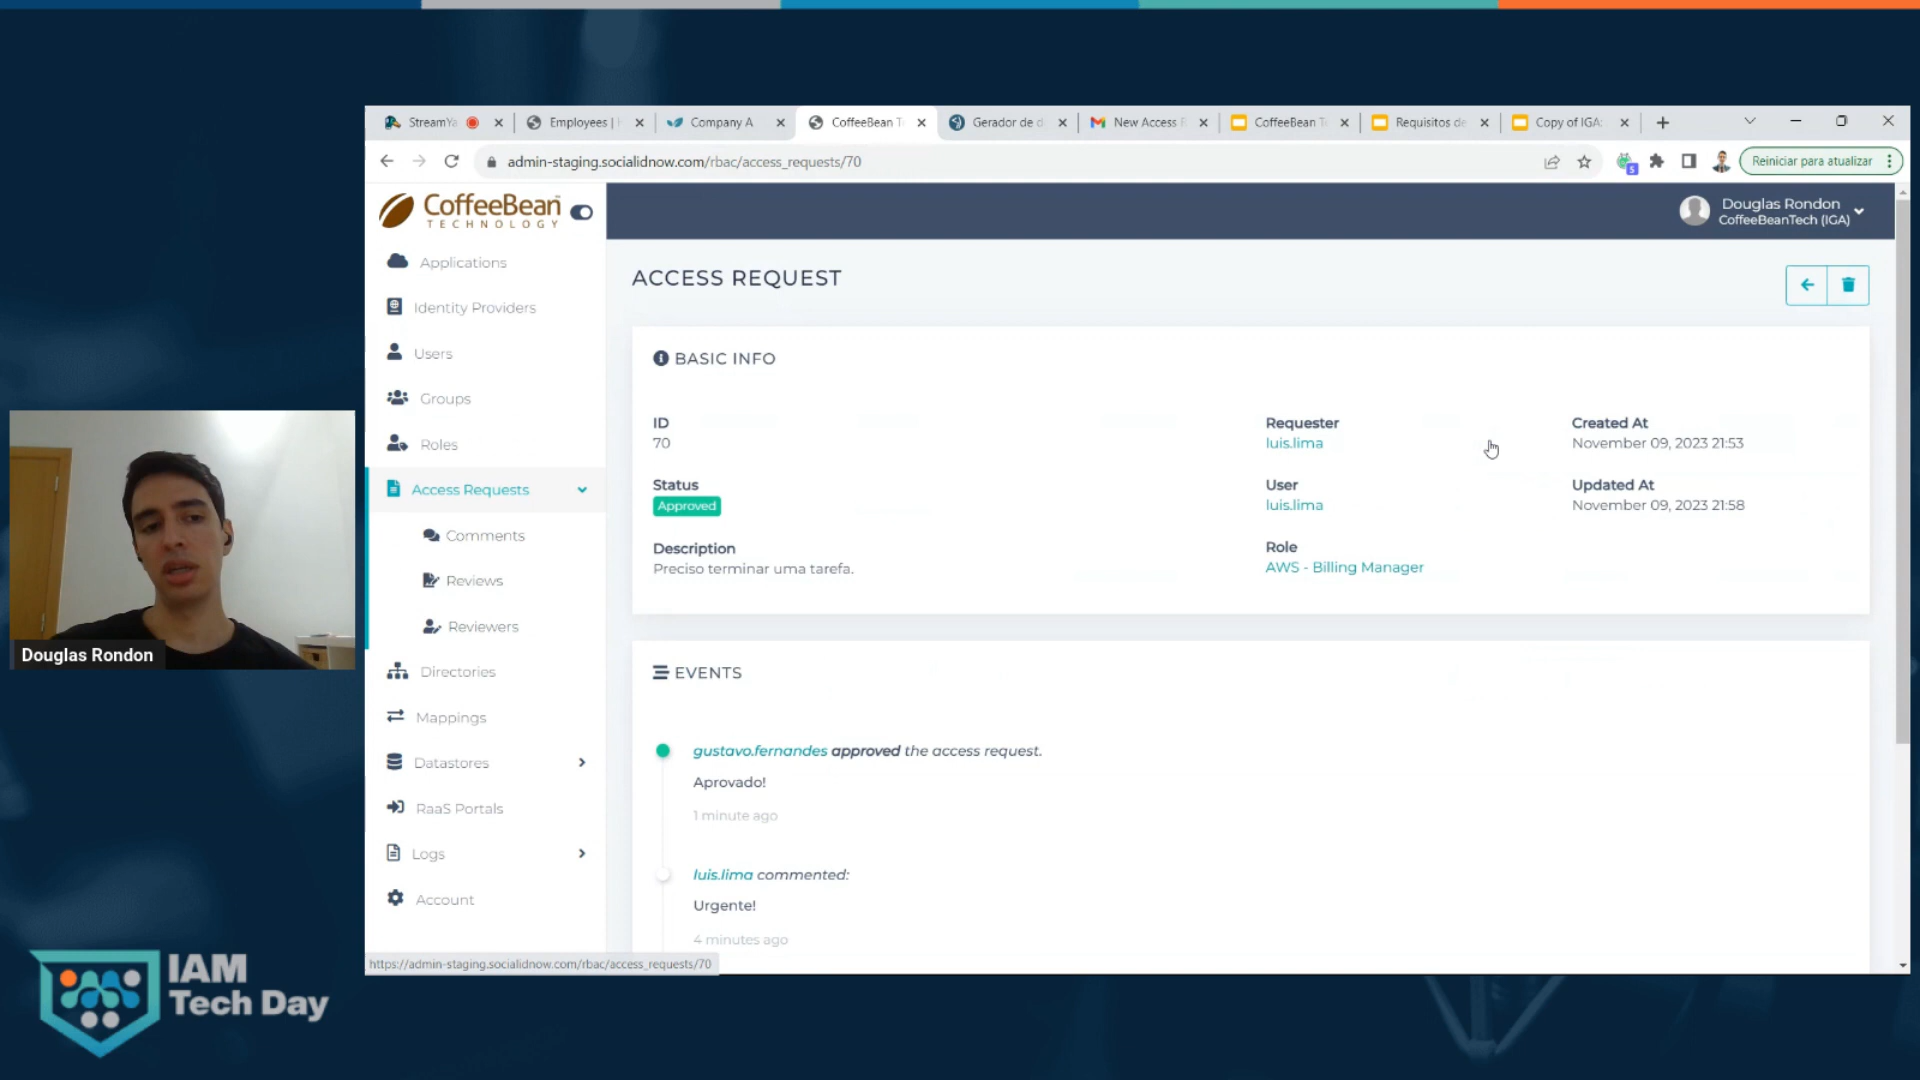 StreamYa
Employees |
Company A
CoffeeBean T
Gerador de d
New Access R
CoffeeBean T
Requisitos de
Copy of IGA:
admin-staging.socialidnow.com/rbac/access_requests/70
5
Reiniciar para atualizar
CoffeeBean
TECHNOLOGY
Douglas Rondon
CoffeeBeanTech (IGA)
Applications
Identity Providers
Users
Groups
Roles
Access Requests
Comments
Reviews
Reviewers
Directories
Mappings
Datastores
RaaS Portals
Logs
Account
ACCESS REQUEST
BASIC INFO
ID
70
Requester
luis.lima
Created At
November 09, 2023 21:53
Status
Approved
User
luis.lima
Updated At
November 09, 2023 21:58
Description
Preciso terminar uma tarefa.
Role
AWS - Billing Manager
EVENTS
gustavo.fernandes approved the access request.
Aprovado!
1 minute ago
luis.lima commented:
Urgente!
4 minutes ago
https://admin-staging.socialidnow.com/rbac/access_requests/70
Douglas Rondon
IAM
Tech Day